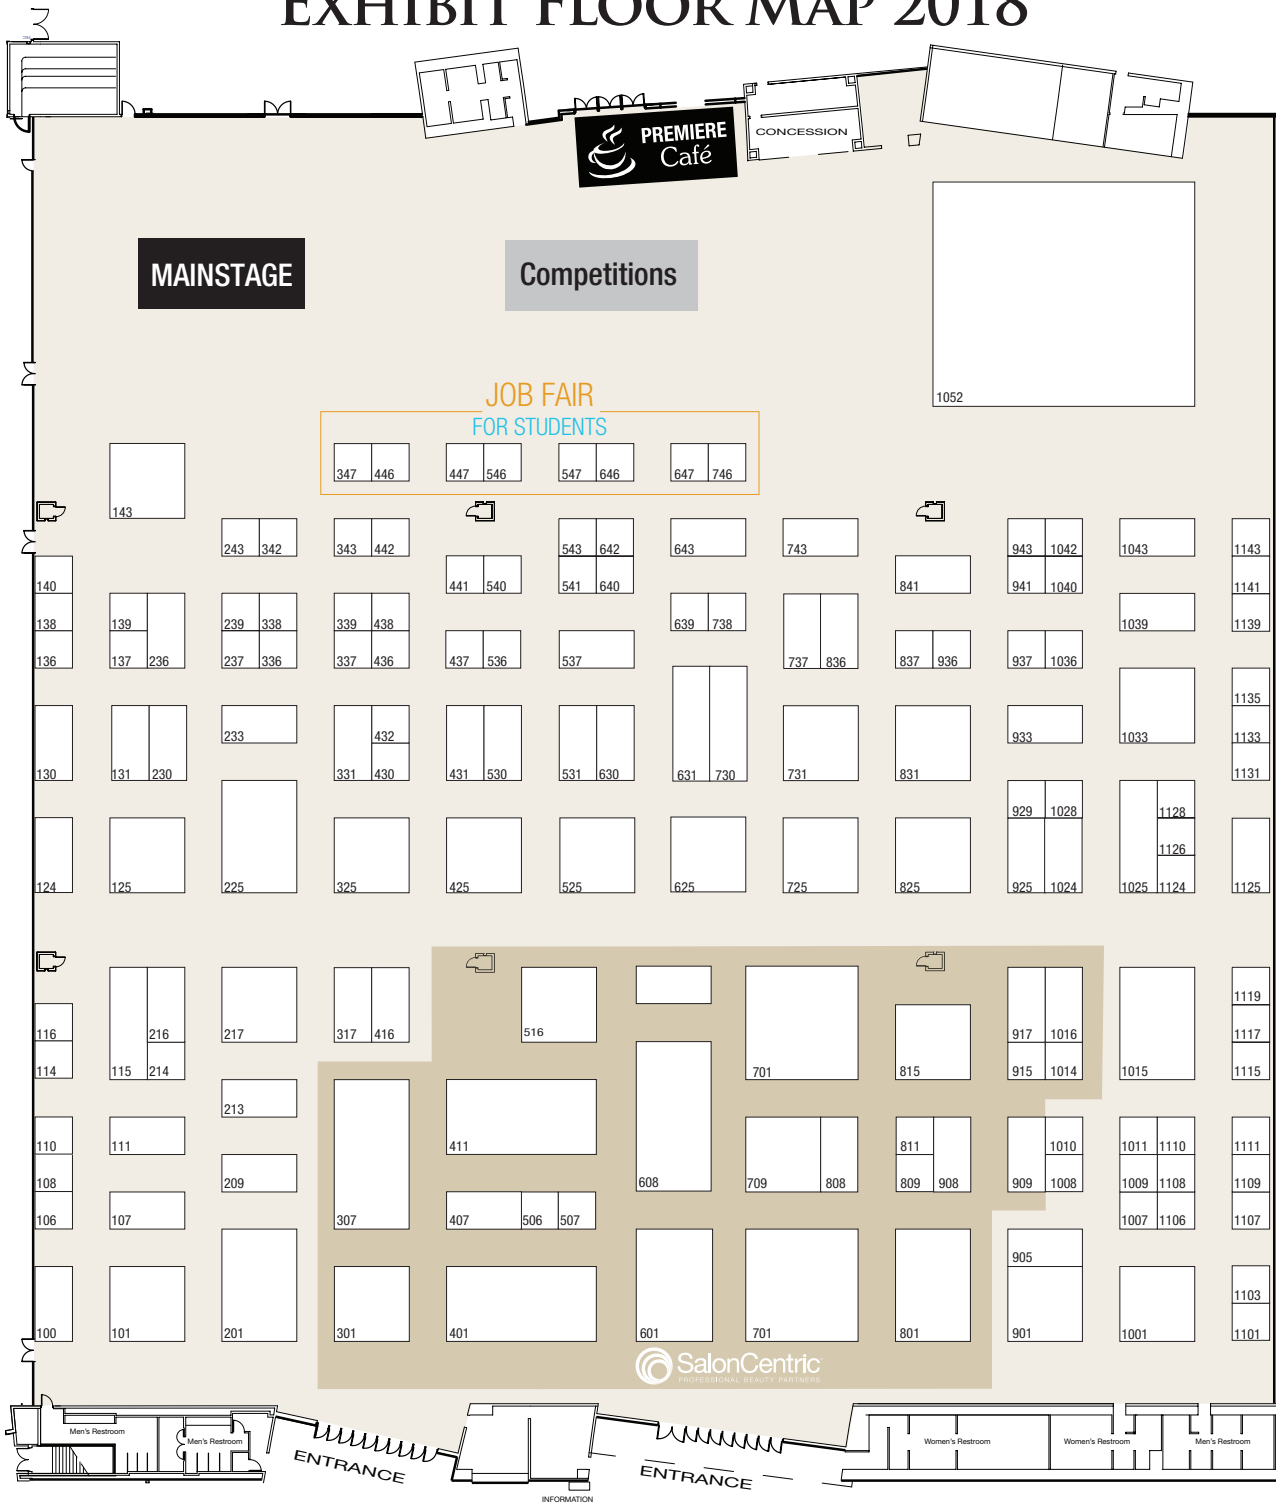 EXHIBIT FLOOR MAP 2018
PREMIERE
Café
CONCESSION
MAINSTAGE
Competitions
1052
JOB FAIR
FOR STUDENTS
347 446 447 546 547 646 647 746
143
243 342 343 442 543 642 643 743 943 1042 1043 1143
140 441 540 541 640 841 941 1040 1141
138 139 239 338 339 438 639 738 1039 1139
136 137 236 237 336 337 436 437 536 537 737 836 837 936 937 1036
1135
233 432 933 1033 1133
130 131 230 331 430 431 530 531 630 631 730 731 831 1131
929 1028 1128
1126
124 125 225 325 425 525 625 725 825 925 1024 1025 1124 1125
1119
116 216 217 317 416 516 917 1016 1117
114 115 214 701 815 915 1014 1015 1115
213
110 111 411 811 1010 1011 1110 1111
108 209 608 709 808 809 908 909 1008 1009 1108 1109
106 107 307 407 506 507 1007 1106 1107
905
1103
100 101 201 301 401 601 701 801 901 1001 1101
SalonCentric
PROFESSIONAL BEAUTY PARTNERS
Men's Restroom
Men's Restroom
ENTRANCE
INFORMATION
ENTRANCE
Women's Restroom
Women's Restroom
Men's Restroom